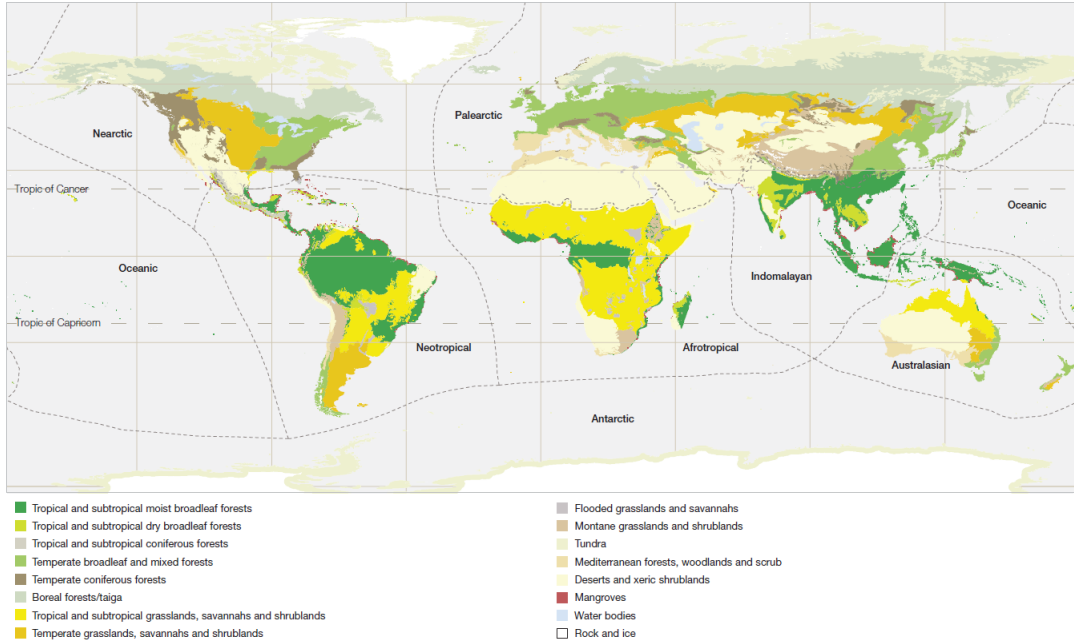 Nearctic
Palearctic
Tropic of Cancer
Oceanic
Oceanic
Indomalayan
Tropic of Capricorn
Neotropical
Afrotropical
Australasian
Antarctic
Tropical and subtropical moist broadleaf forests
Tropical and subtropical dry broadleaf forests
Tropical and subtropical coniferous forests
Temperate broadleaf and mixed forests
Temperate coniferous forests
Boreal forests/taiga
Tropical and subtropical grasslands, savannahs and shrublands
Temperate grasslands, savannahs and shrublands
Flooded grasslands and savannahs
Montane grasslands and shrublands
Tundra
Mediterranean forests, woodlands and scrub
Deserts and xeric shrublands
Mangroves
Water bodies
Rock and ice